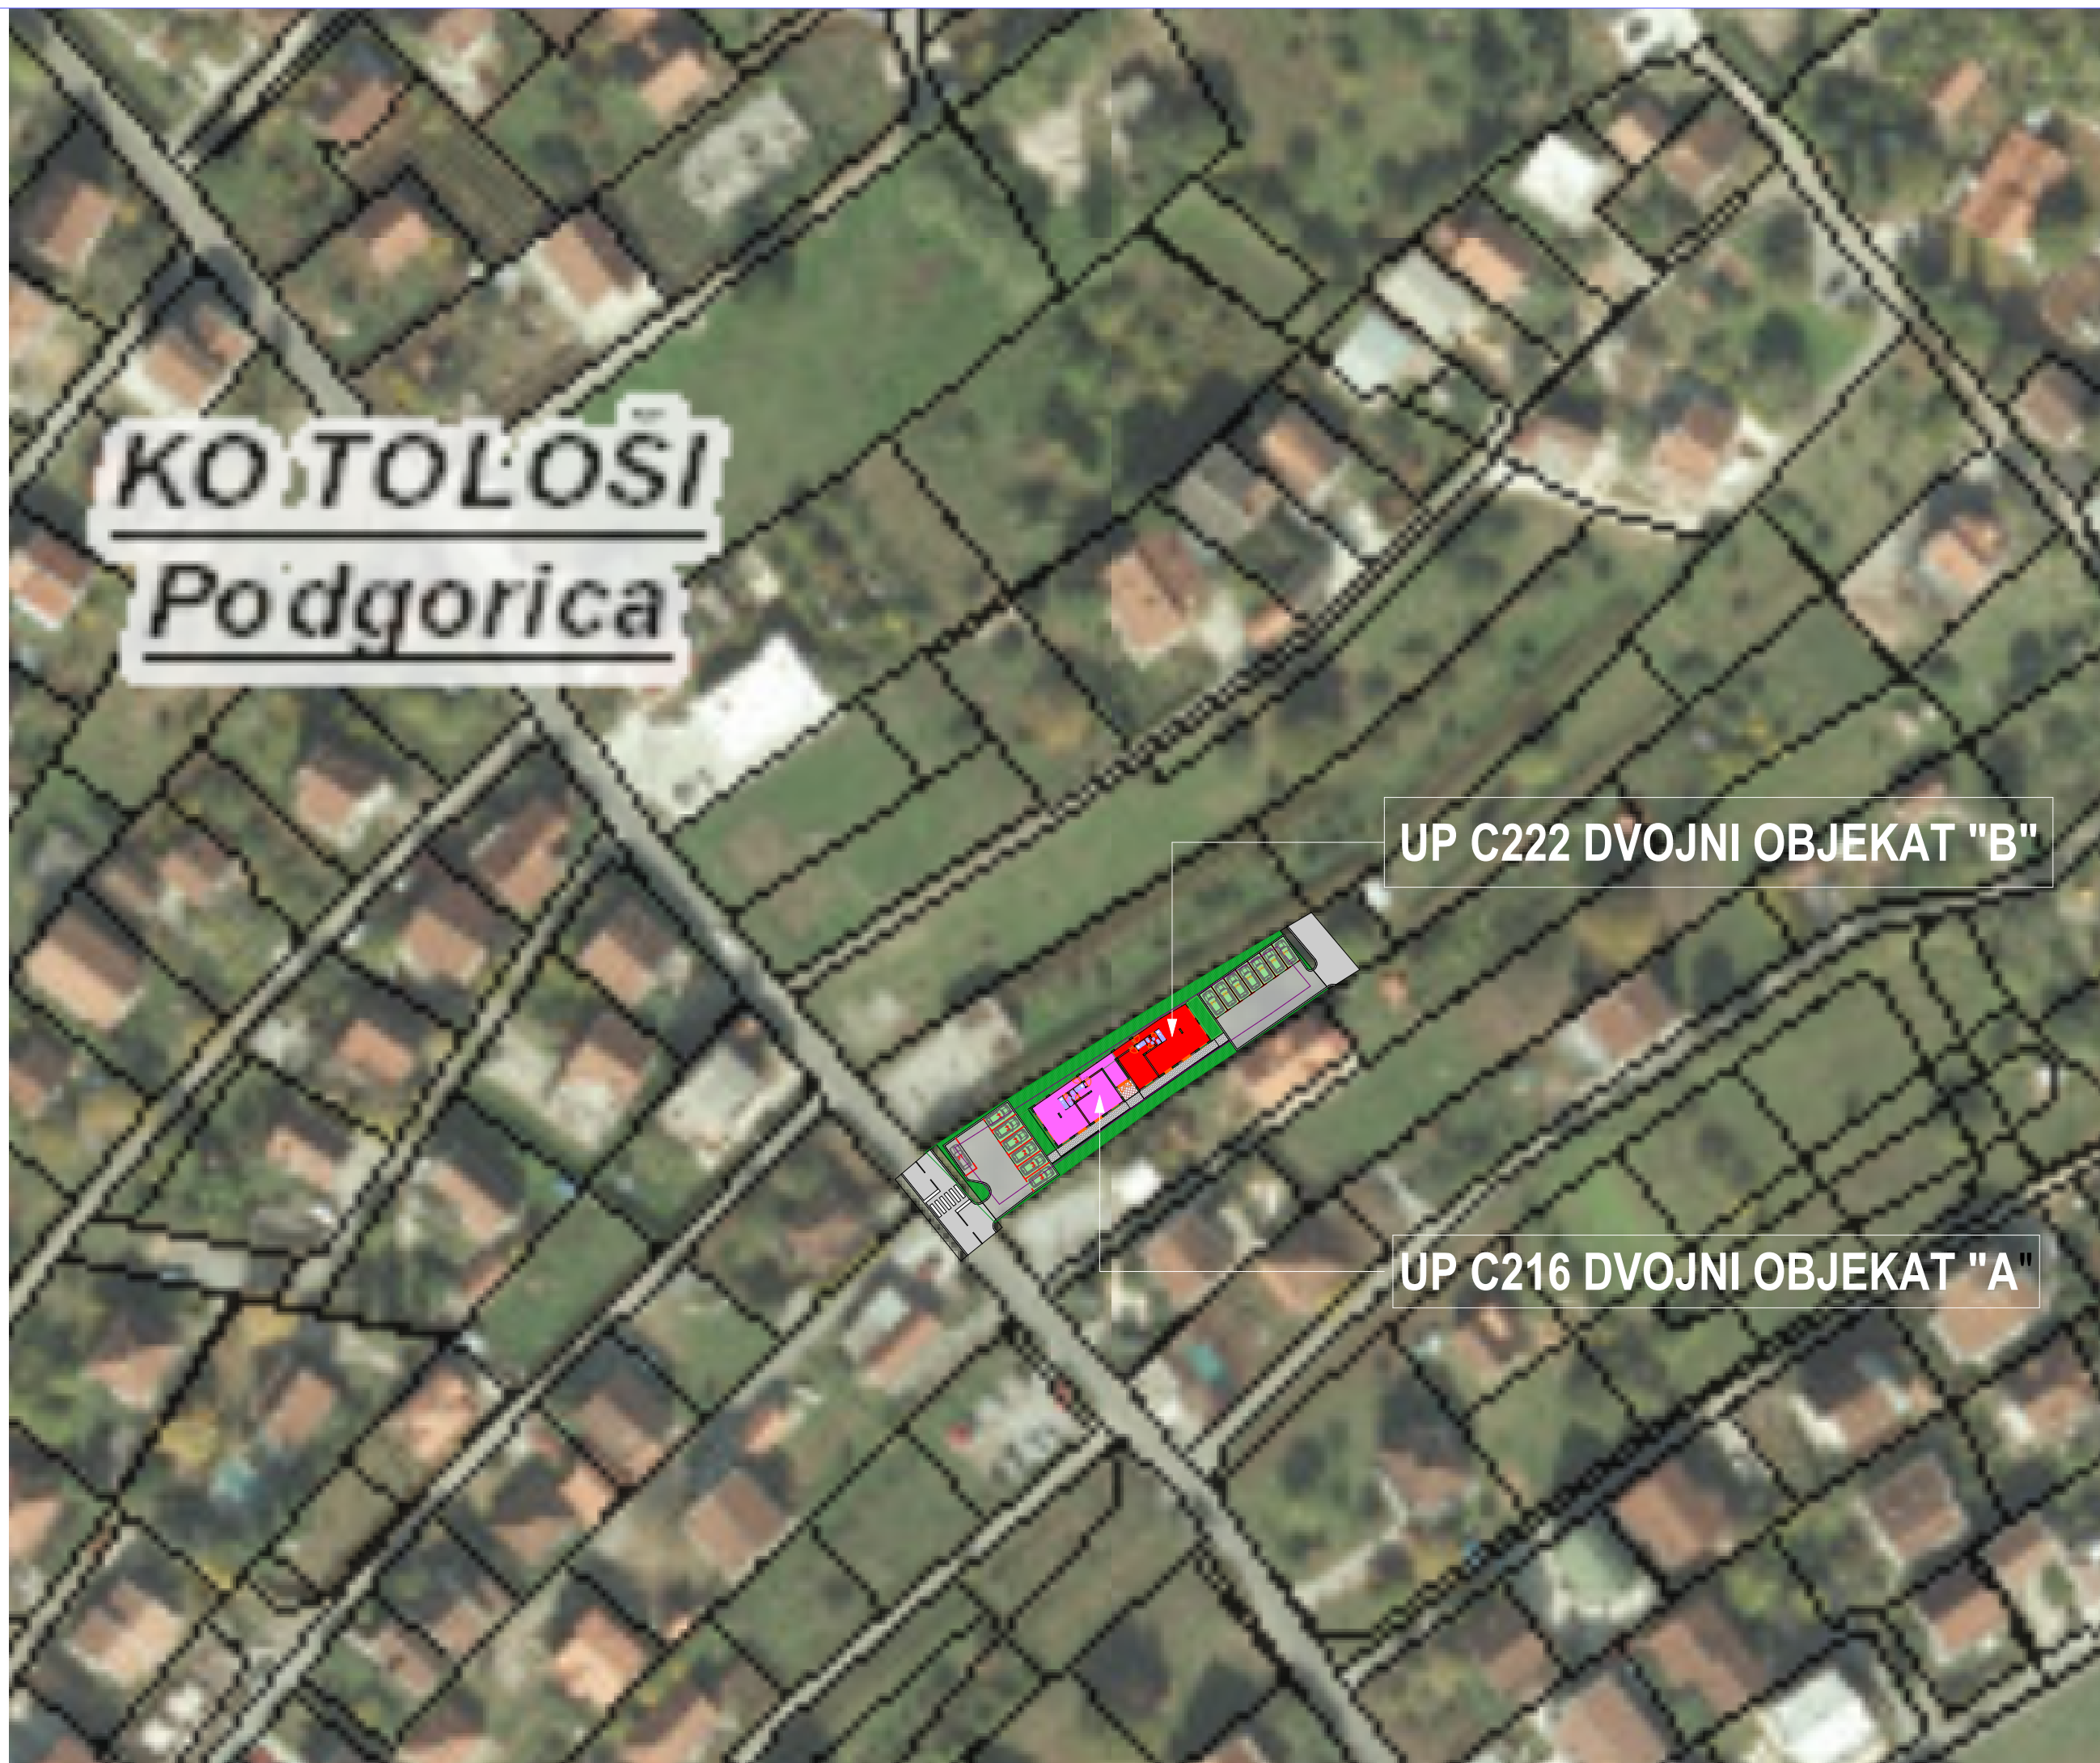 KO TOLOŠI
Podgorica
UP C222 DVOJNI OBJEKAT "B"
UP C216 DVOJNI OBJEKAT "A"